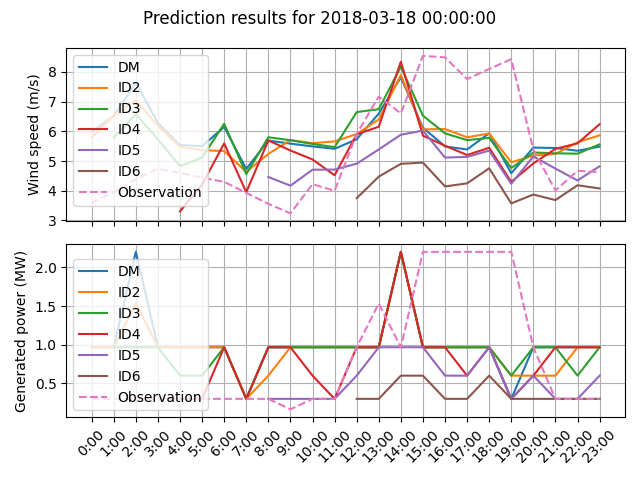 Prediction results for 2018-03-18 00:00:00
Wind speed (m/s)
8
7
6
5
4
3
DM
ID2
ID3
ID4
ID5
ID6
Observation
Generated power (MW)
2.0
1.5
1.0
0.5
DM
ID2
ID3
ID4
ID5
ID6
Observation
0:00 1:00 2:00 3:00 4:00 5:00 6:00 7:00 8:00 9:00 10:00 11:00 12:00 13:00 14:00 15:00 16:00 17:00 18:00 19:00 20:00 21:00 22:00 23:00